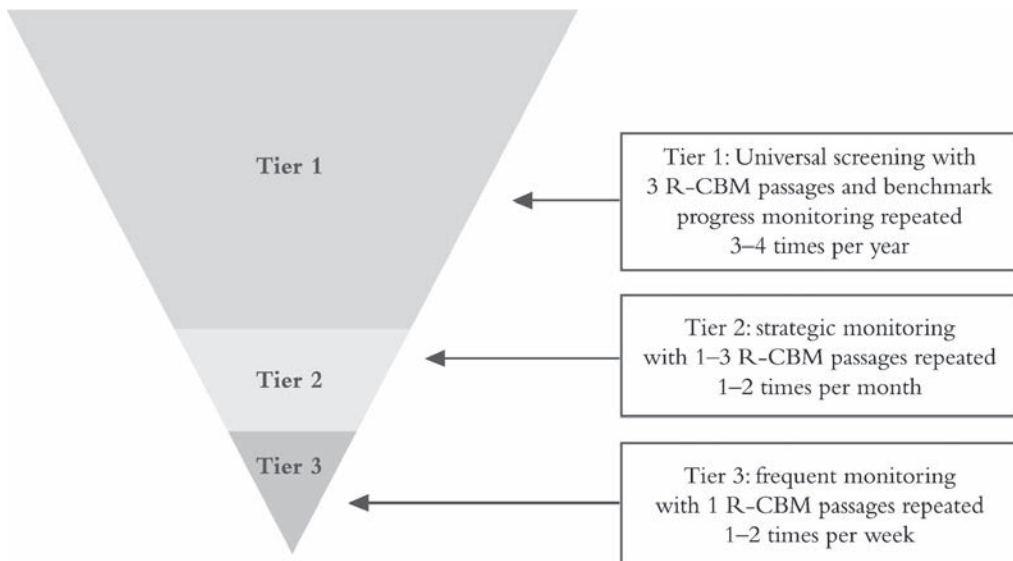 Tier 1
Tier 1: Universal screening with
3 R-CBM passages and benchmark
progress monitoring repeated
3–4 times per year
Tier 2
Tier 2: strategic monitoring
with 1–3 R-CBM passages repeated
1–2 times per month
Tier 3
Tier 3: frequent monitoring
with 1 R-CBM passages repeated
1–2 times per week